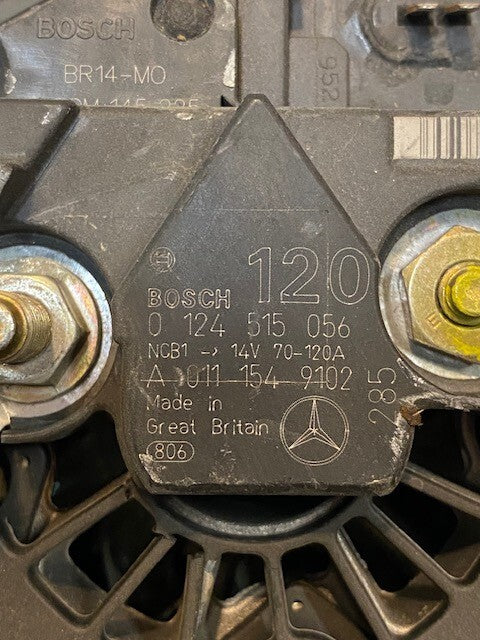 BOSCH
BR14-MO
952
120
BOSCH
0 124 515 056
NCB1 -> 14V 70-120A
A 011 154 9102
Made in
Great Britain
806
285